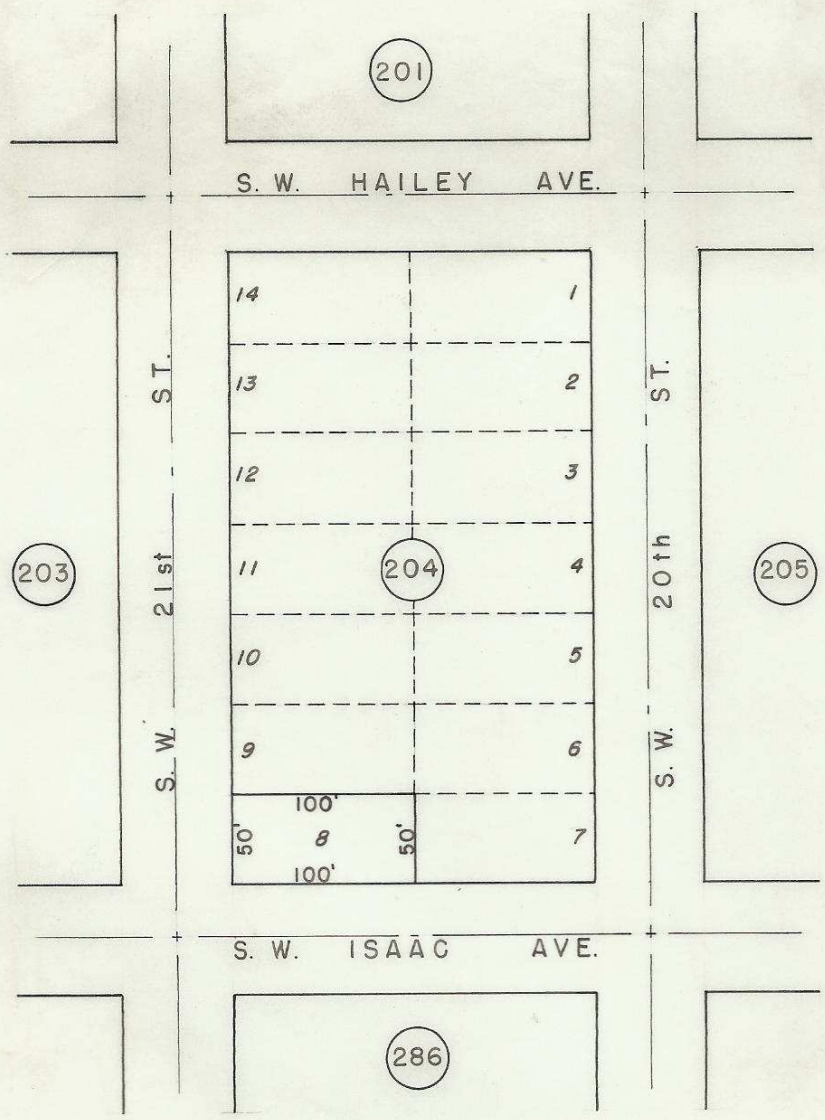 201
S. W. HAILEY AVE.
14 1
13 2
12 3
11 204 4
10 5
9 6
100'
50' 8 50' 7
100'
S. W. 21st ST.
S. W. 20th ST.
203
205
S. W. ISAAC AVE.
286